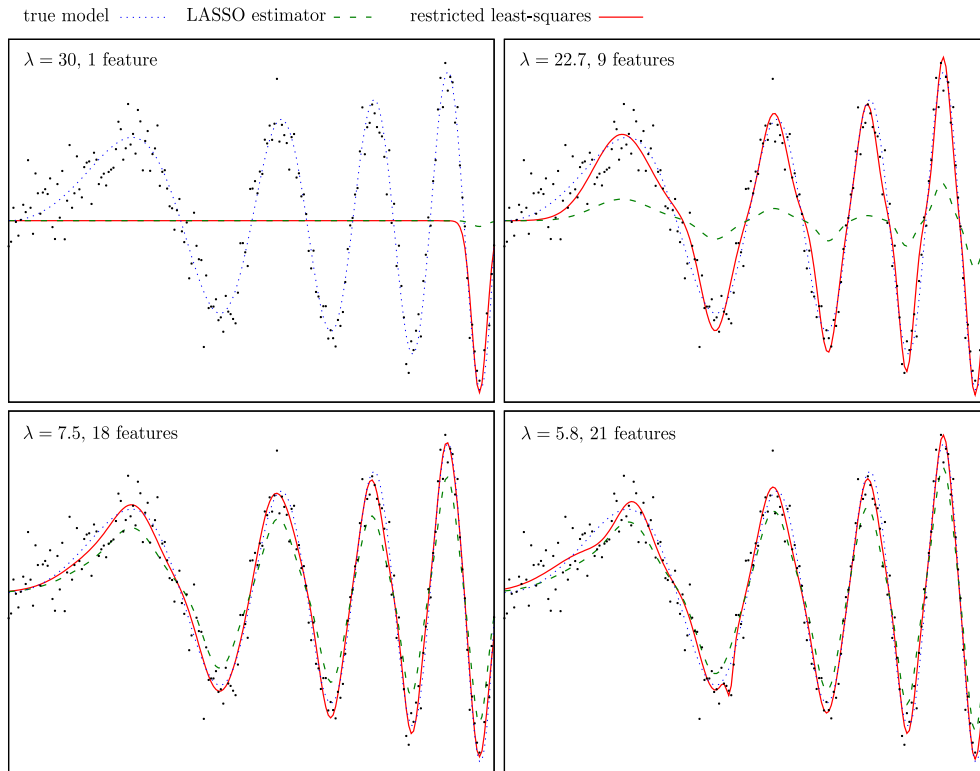 true model LASSO estimator restricted least-squares
λ = 30, 1 feature
λ = 22.7, 9 features
λ = 7.5, 18 features
λ = 5.8, 21 features